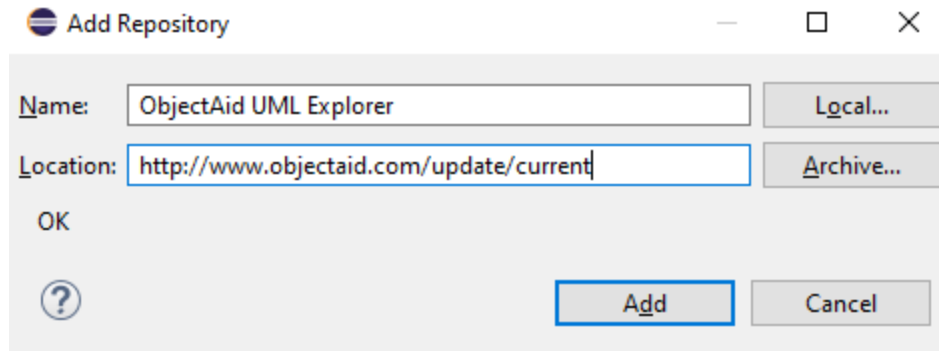 Add Repository
Name: ObjectAid UML Explorer Local...
Location: http://www.objectaid.com/update/current Archive...
OK
? Add Cancel